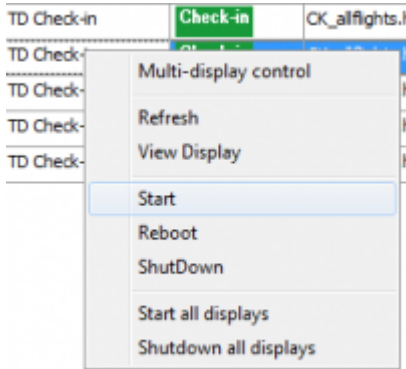 TD Check-in Check-in CK_allflights.h
TD Check-
TD Check-
TD Check-
TD Check-
Multi-display control
Refresh
View Display
Start
Reboot
ShutDown
Start all displays
Shutdown all displays